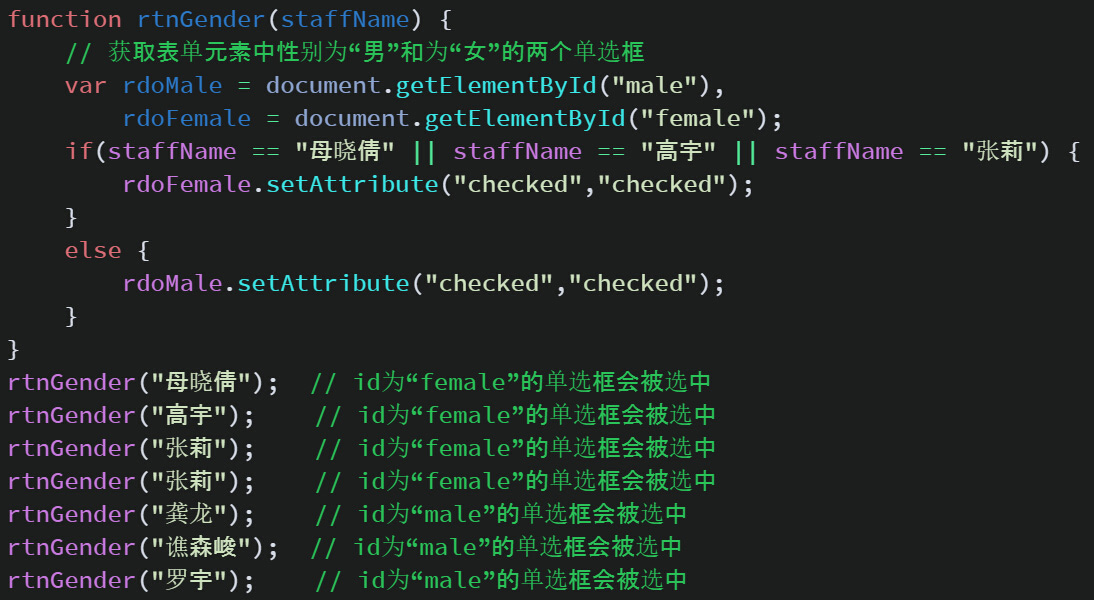 function rtnGender(staffName) {
    // 获取表单元素中性别为“男”和为“女”的两个单选框
    var rdoMale = document.getElementById("male"),
        rdoFemale = document.getElementById("female");
    if(staffName == "母晓倩" || staffName == "高宇" || staffName == "张莉") {
        rdoFemale.setAttribute("checked","checked");
    }
    else {
        rdoMale.setAttribute("checked","checked");
    }
}
rtnGender("母晓倩");  // id为“female”的单选框会被选中
rtnGender("高宇");    // id为“female”的单选框会被选中
rtnGender("张莉");    // id为“female”的单选框会被选中
rtnGender("张莉");    // id为“female”的单选框会被选中
rtnGender("龚龙");    // id为“male”的单选框会被选中
rtnGender("谯森峻");  // id为“male”的单选框会被选中
rtnGender("罗宇");    // id为“male”的单选框会被选中